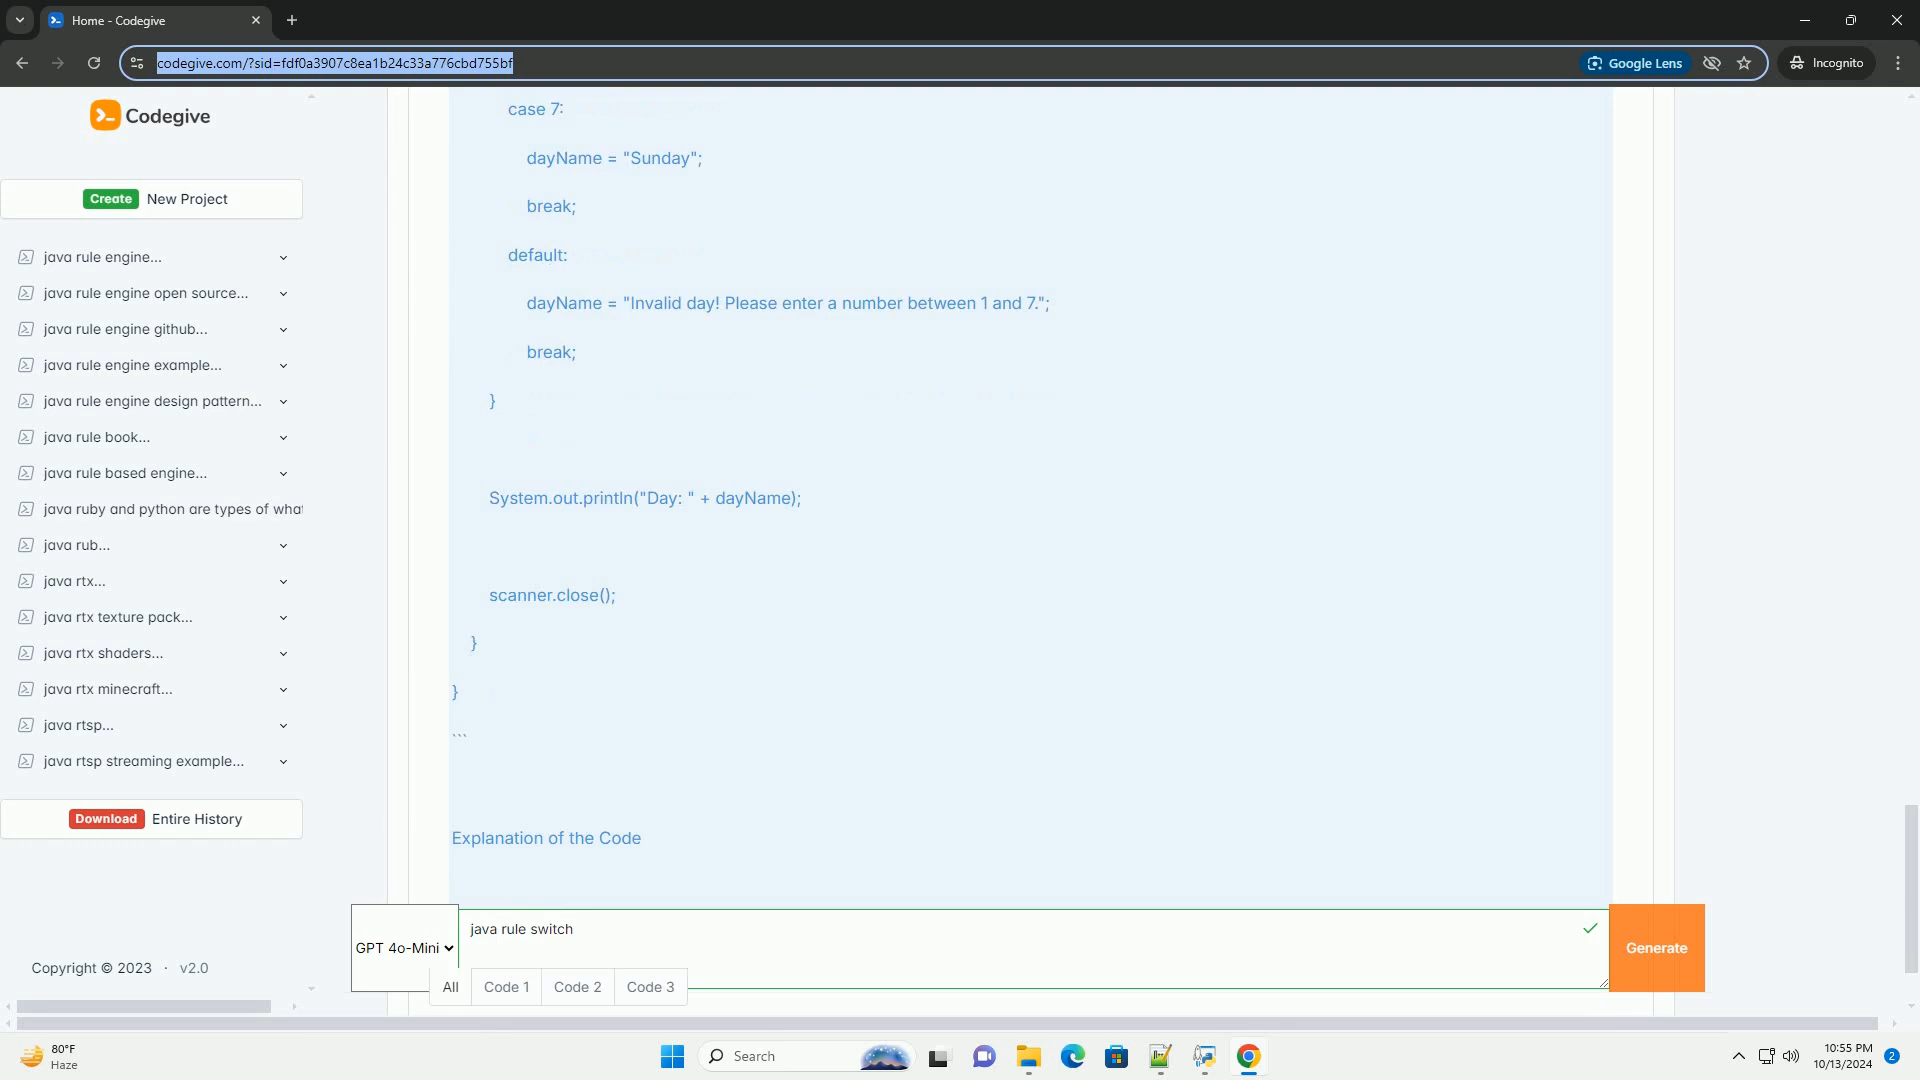 Home - Codegive
codegive.com/?sid=fdf0a3907c8ea1b24c33a776cbd755bf
Google Lens
Incognito
Codegive
Create New Project
java rule engine...
java rule engine open source...
java rule engine github...
java rule engine example...
java rule engine design pattern...
java rule book...
java rule based engine...
java ruby and python are types of what
java rub...
java rtx...
java rtx texture pack...
java rtx shaders...
java rtx minecraft...
java rtsp...
java rtsp streaming example...
Download Entire History
Copyright © 2023 · v2.0
case 7:
dayName = "Sunday";
break;
default:
dayName = "Invalid day! Please enter a number between 1 and 7.";
break;
}
System.out.println("Day: " + dayName);
scanner.close();
}
}
```
Explanation of the Code
GPT 4o-Mini
java rule switch
Generate
All
Code 1
Code 2
Code 3
80°F
Haze
Search
10:55 PM
10/13/2024
2